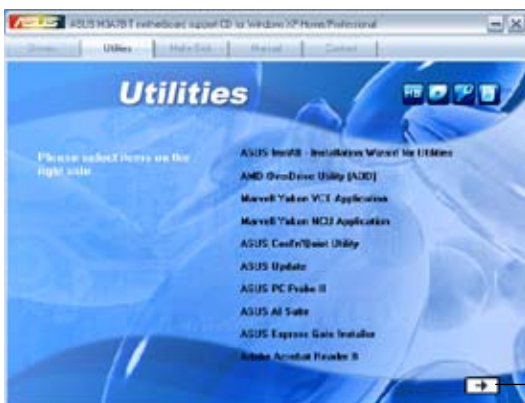 ASUS M3A78-T motherboard support CD for Windows XP Home/Professional
Drivers Utilities Make Disk Manual Contact
Utilities
Please select items on the
right side
ASUS InstAll - Installation Wizard for Utilities
AMD OverDrive Utility (AOD)
Marvell Yukon VCT Application
Marvell Yukon NCU Application
ASUS Cool'n'Quiet Utility
ASUS Update
ASUS PC Probe II
ASUS AI Suite
ASUS Express Gate Installer
Adobe Acrobat Reader 8